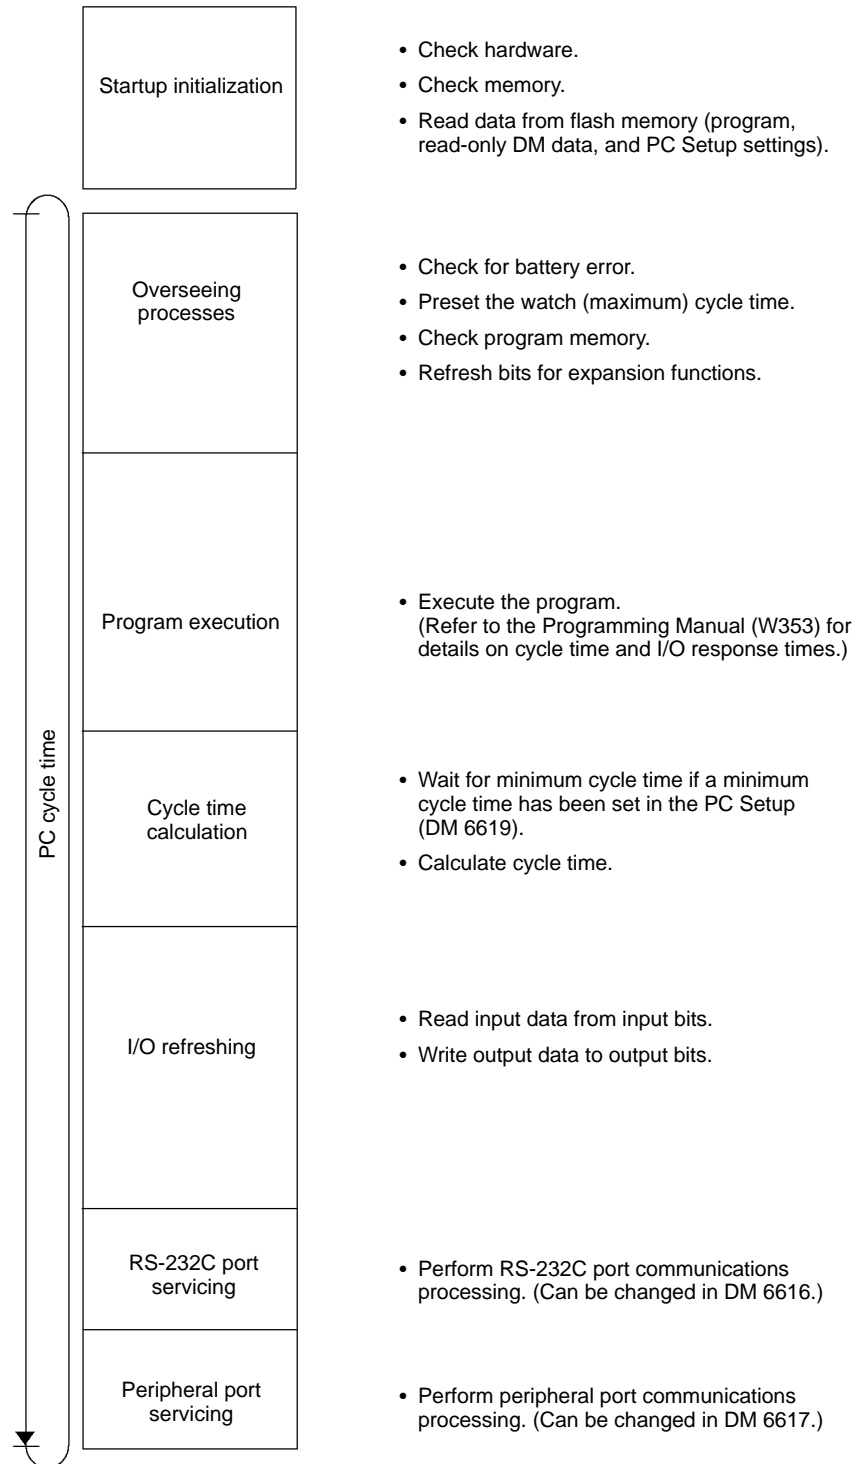 Startup initialization
• Check hardware.
• Check memory.
• Read data from flash memory (program,
read-only DM data, and PC Setup settings).
PC cycle time
Overseeing
processes
• Check for battery error.
• Preset the watch (maximum) cycle time.
• Check program memory.
• Refresh bits for expansion functions.
Program execution
• Execute the program.
(Refer to the Programming Manual (W353) for
details on cycle time and I/O response times.)
Cycle time
calculation
• Wait for minimum cycle time if a minimum
cycle time has been set in the PC Setup
(DM 6619).
• Calculate cycle time.
I/O refreshing
• Read input data from input bits.
• Write output data to output bits.
RS-232C port
servicing
• Perform RS-232C port communications
processing. (Can be changed in DM 6616.)
Peripheral port
servicing
• Perform peripheral port communications
processing. (Can be changed in DM 6617.)